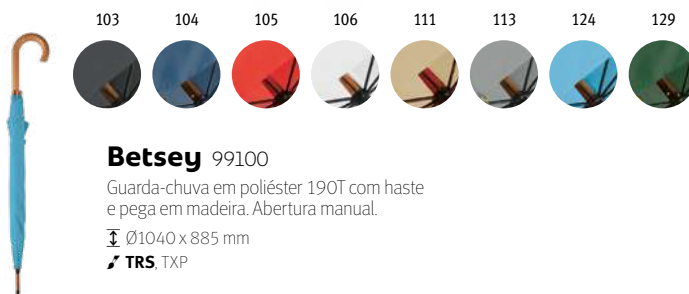 103 104 105 106 111 113 124 129
Betsey 99100
Guarda-chuva em poliéster 190T com haste
e pega em madeira. Abertura manual.
Ø1040 x 885 mm
TRS, TXP